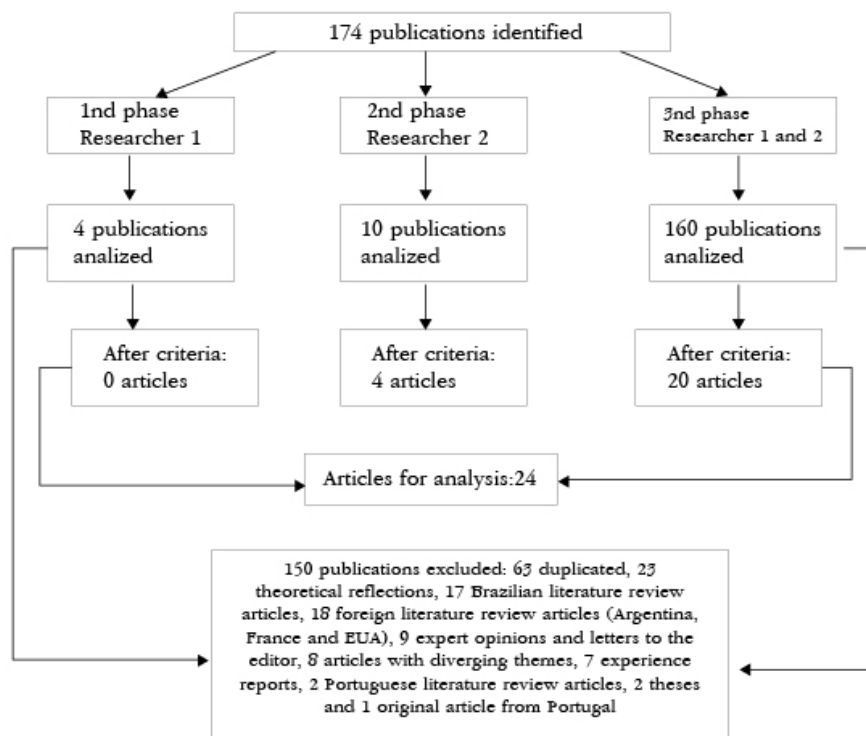 174 publications identified
1nd phase
Researcher 1
2nd phase
Researcher 2
3nd phase
Researcher 1 and 2
4 publications
analized
10 publications
analized
160 publications
analized
After criteria:
0 articles
After criteria:
4 articles
After criteria:
20 articles
Articles for analysis:24
150 publications excluded: 63 duplicated, 23
theoretical reflections, 17 Brazilian literature review
articles, 18 foreign literature review articles (Argentina,
France and EUA), 9 expert opinions and letters to the
editor, 8 articles with diverging themes, 7 experience
reports, 2 Portuguese literature review articles, 2 theses
and 1 original article from Portugal